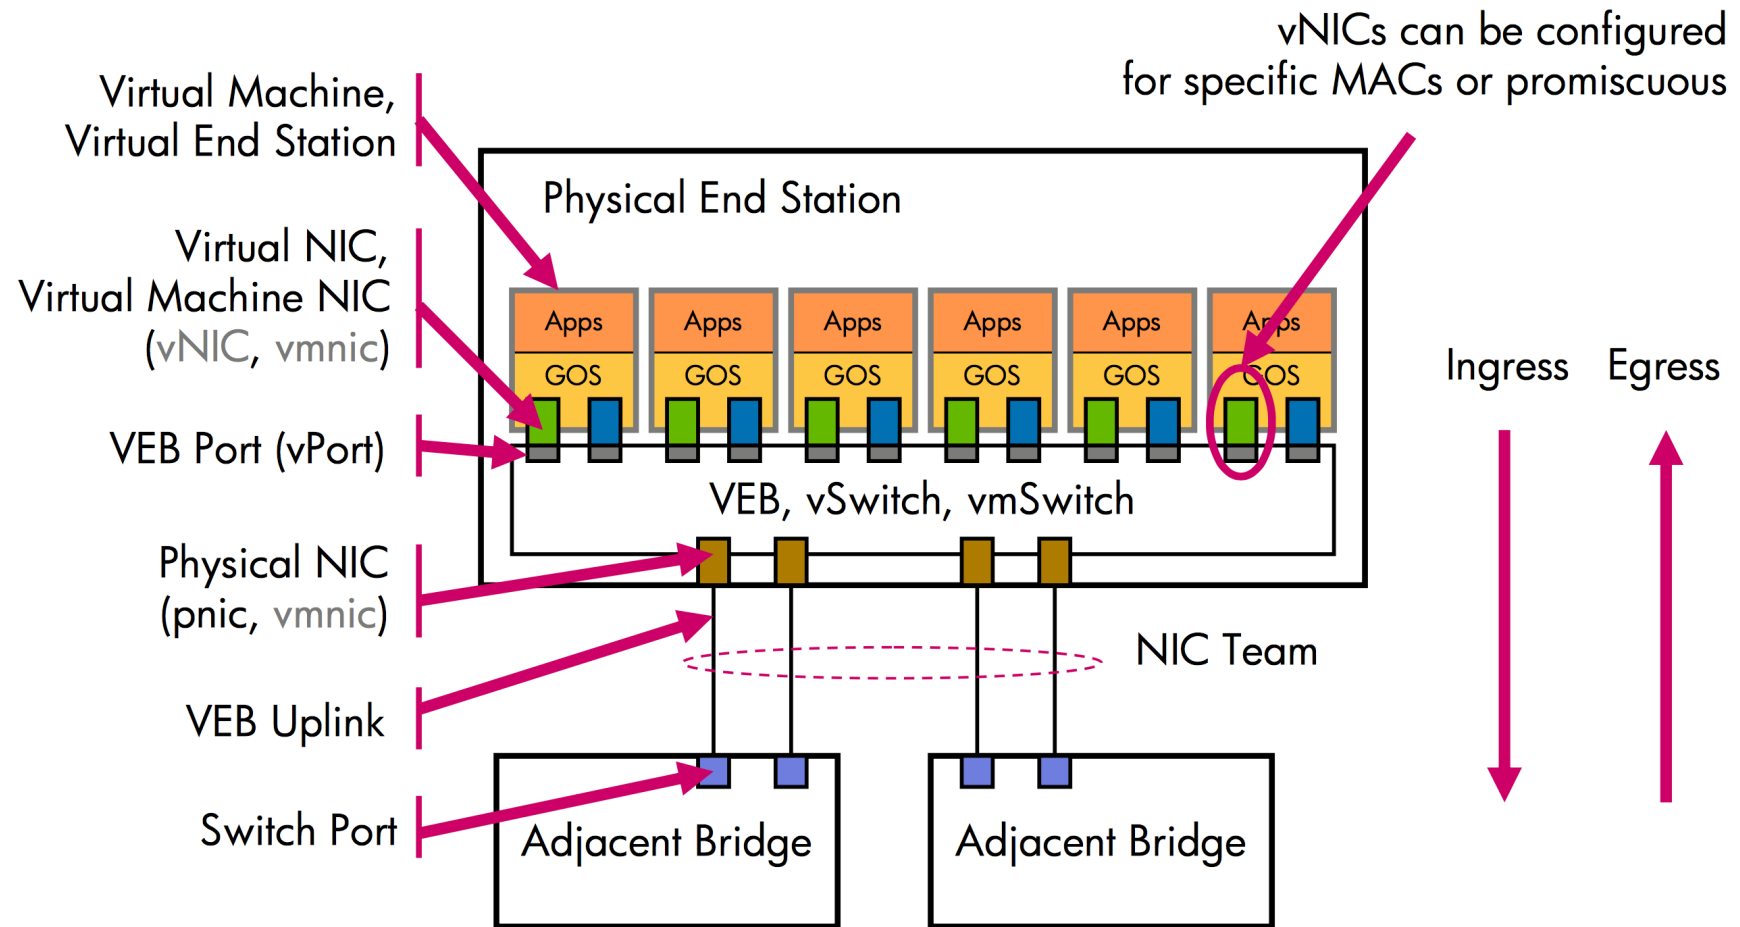 vNICs can be configured
for specific MACs or promiscuous
Virtual Machine,
Virtual End Station
Physical End Station
Virtual NIC,
Virtual Machine NIC
(vNIC, vmnic)
Apps
Apps
Apps
Apps
Apps
Apps
GOS
GOS
GOS
GOS
GOS
GOS
Ingress
Egress
VEB Port (vPort)
VEB, vSwitch, vmSwitch
Physical NIC
(pnic, vmnic)
NIC Team
VEB Uplink
Switch Port
Adjacent Bridge
Adjacent Bridge